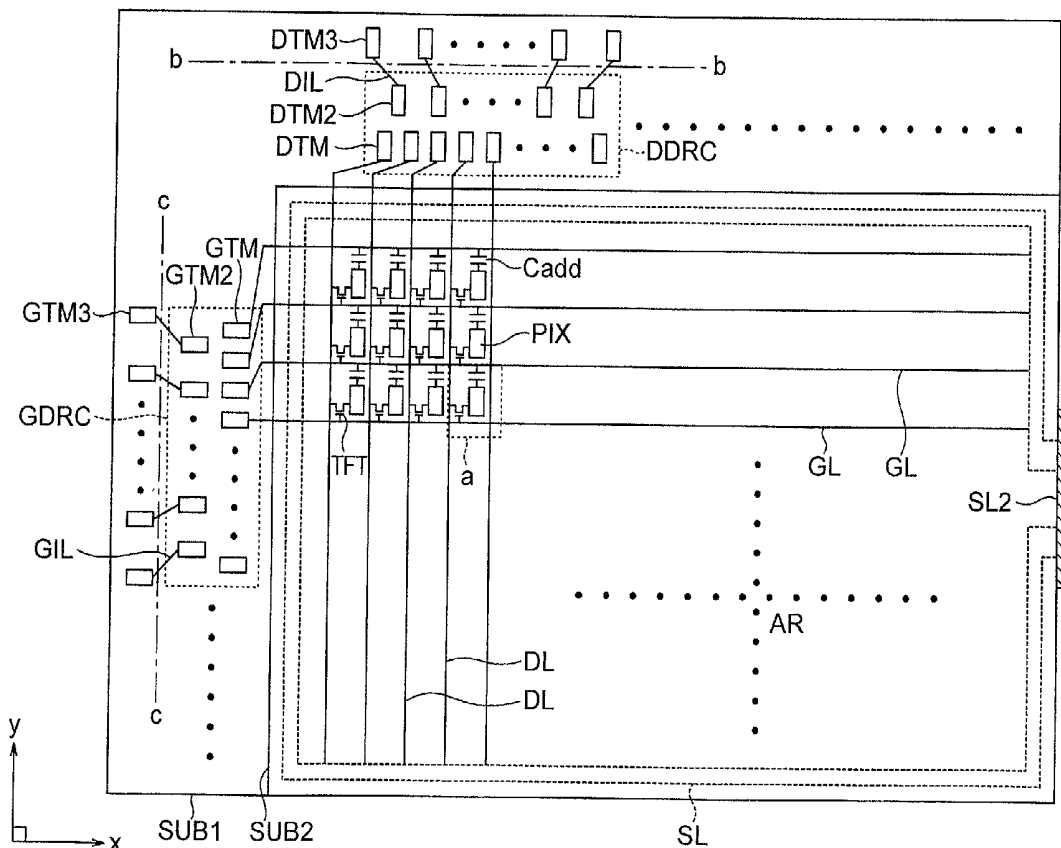 DTM3
b
b
DIL
DTM2
DTM
DDRC
c
GTM
GTM2
Cadd
GTM3
PIX
GDRC
TFT
a
GL
GL
SL2
GIL
AR
DL
DL
c
y
x
SUB1
SUB2
SL